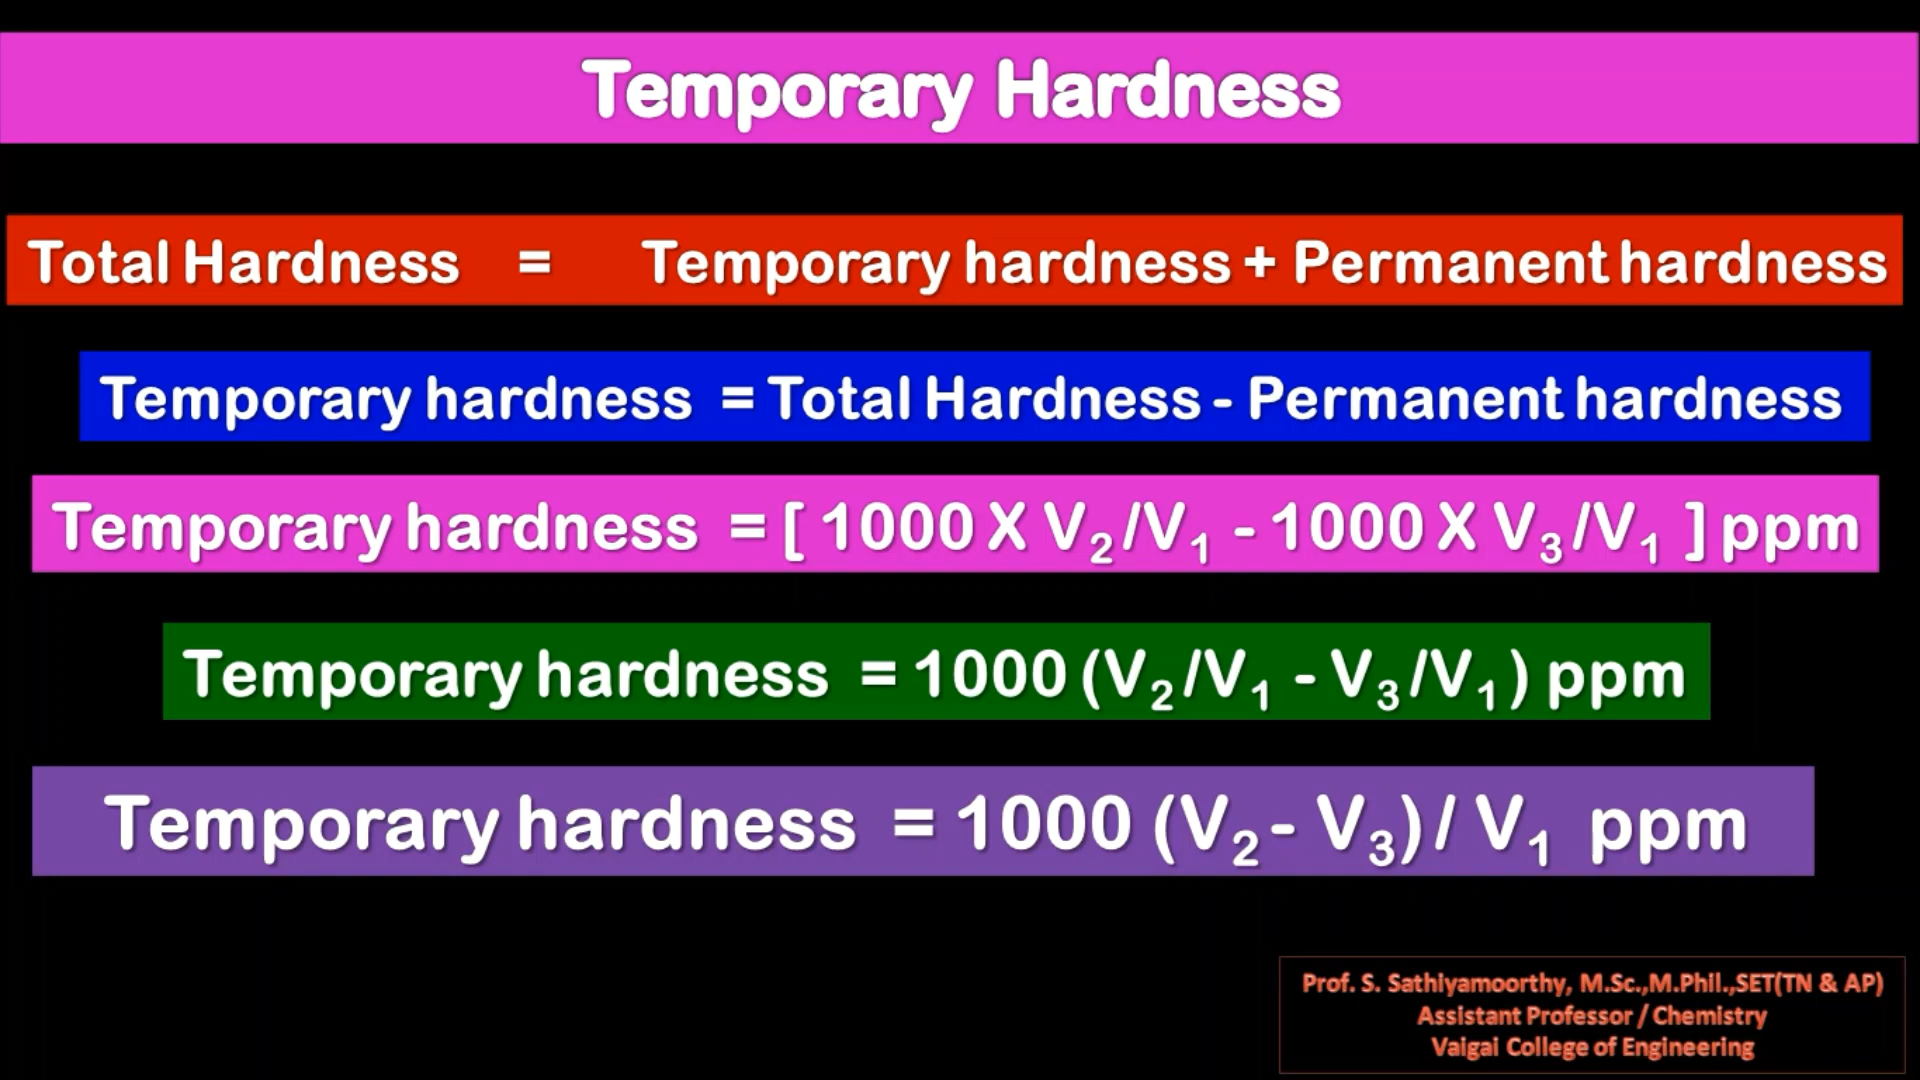 Temporary Hardness
Total Hardness = Temporary hardness + Permanent hardness
Temporary hardness = Total Hardness - Permanent hardness
Temporary hardness = [ 1000 X V₂/V₁ - 1000 X V₃/V₁ ] ppm
Temporary hardness = 1000 (V₂/V₁ - V₃/V₁) ppm
Temporary hardness = 1000 (V₂- V₃)/ V₁ ppm
Prof. S. Sathiyamoorthy, M.Sc.,M.Phil.,SET(TN & AP)
Assistant Professor / Chemistry
Vaigai College of Engineering